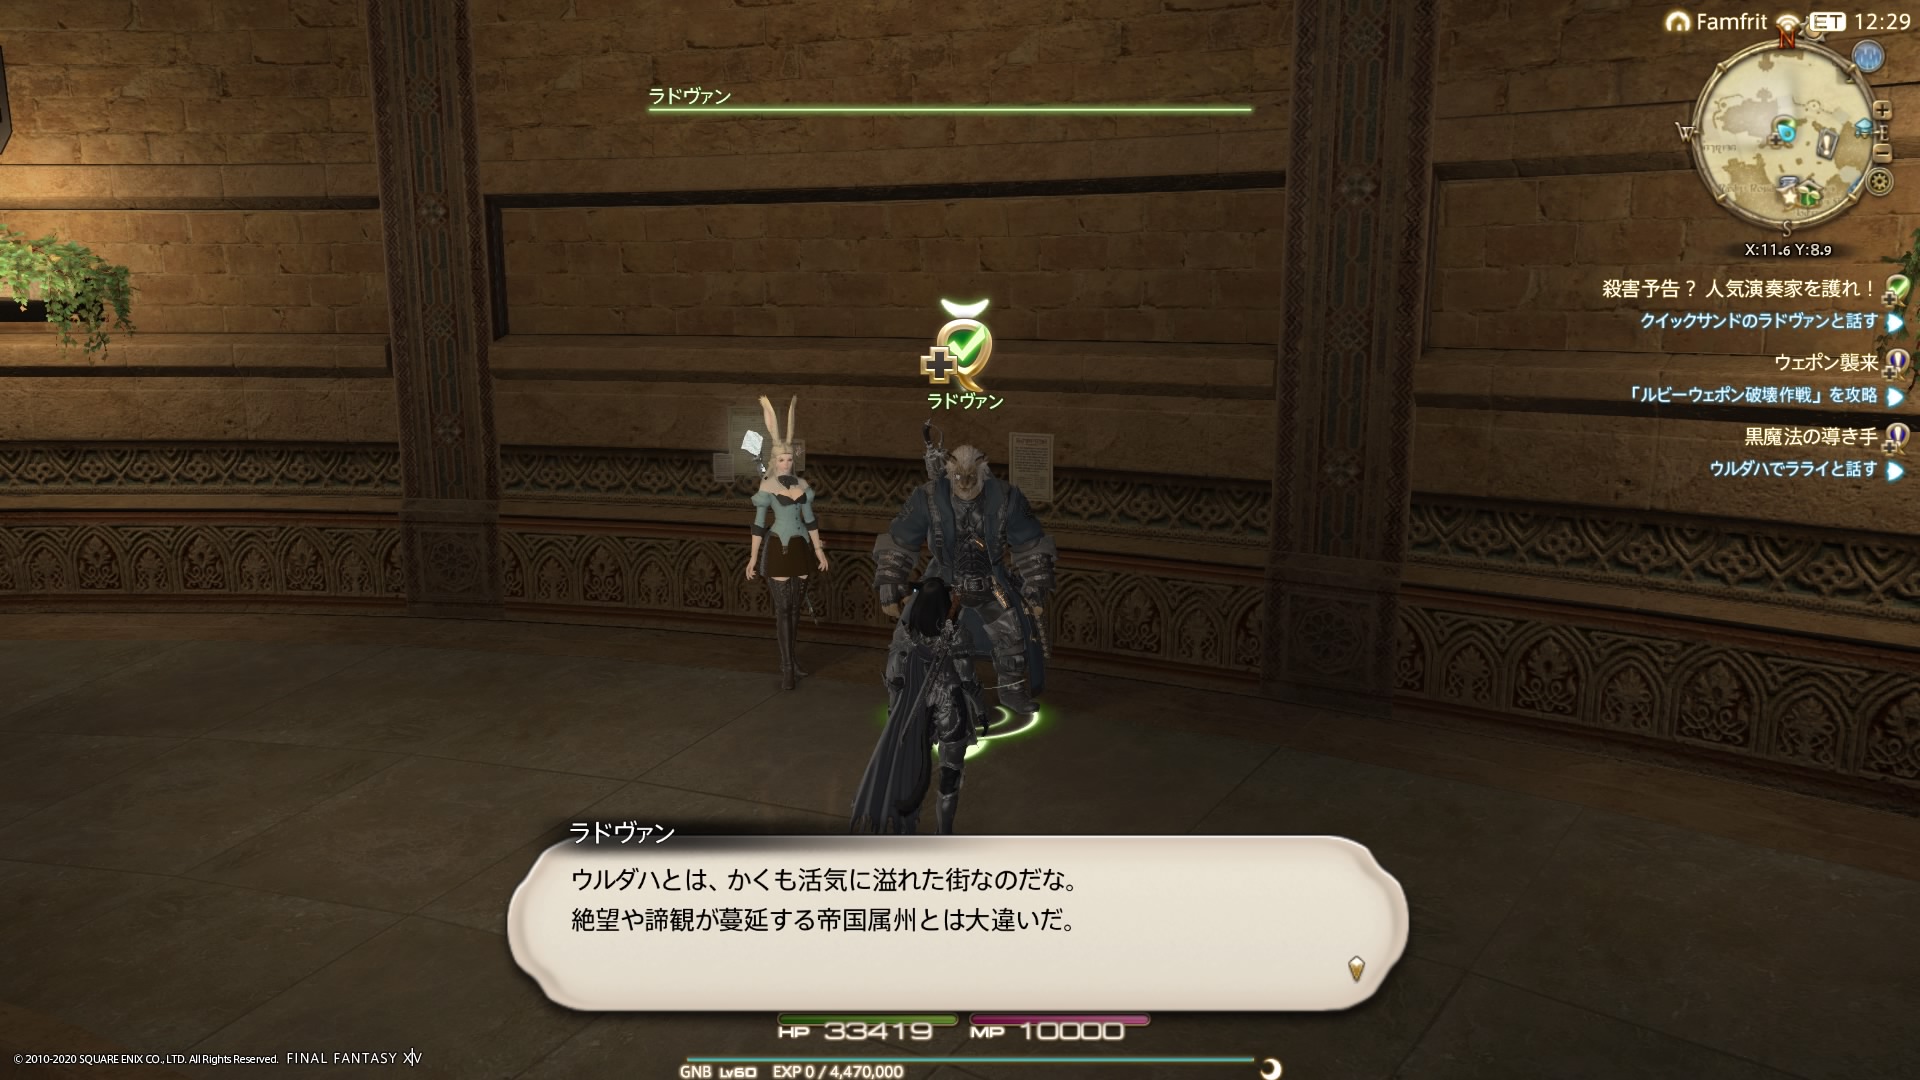 Famfrit ET 12:29
ラドヴァン
N
W
E
S
X:11.6 Y:8.9
殺害予告？ 人気演奏家を護れ！
クイックサンドのラドヴァンと話す
ウェポン襲来
「ルビーウェポン破壊作戦」を攻略
黒魔法の導き手
ウルダハでラライと話す
ラドヴァン
ラドヴァン
ウルダハとは、かくも活気に溢れた街なのだな。
絶望や諦観が蔓延する帝国属州とは大違いだ。
HP 33419 MP 10000
GNB Lv60 EXP 0 / 4,470,000
© 2010-2020 SQUARE ENIX CO., LTD. All Rights Reserved. FINAL FANTASY XIV